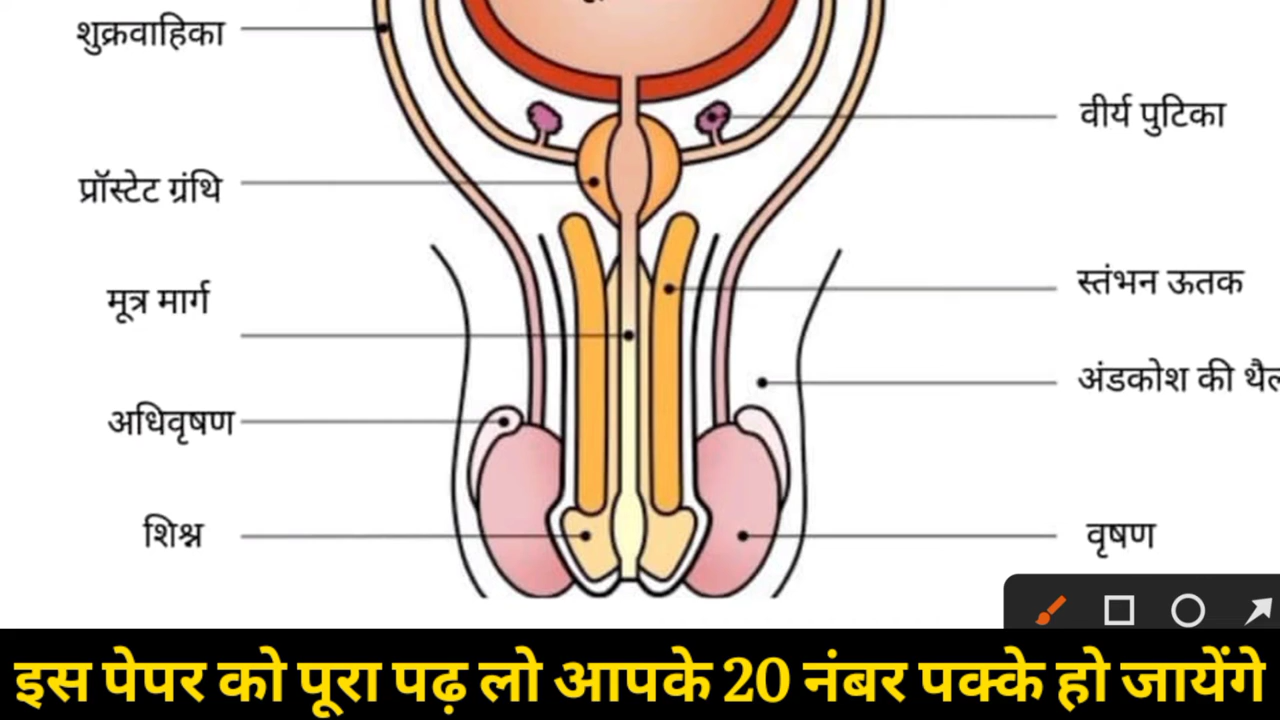 शुक्रवाहिका
वीर्य पुटिका
प्रॉस्टेट ग्रंथि
स्तंभन ऊतक
मूत्र मार्ग
अंडकोश की
अधिवृषण
शिश्न
वृषण
इस पेपर को पूरा पढ़ लो आपके 20 नंबर पक्के हो जायेंगे